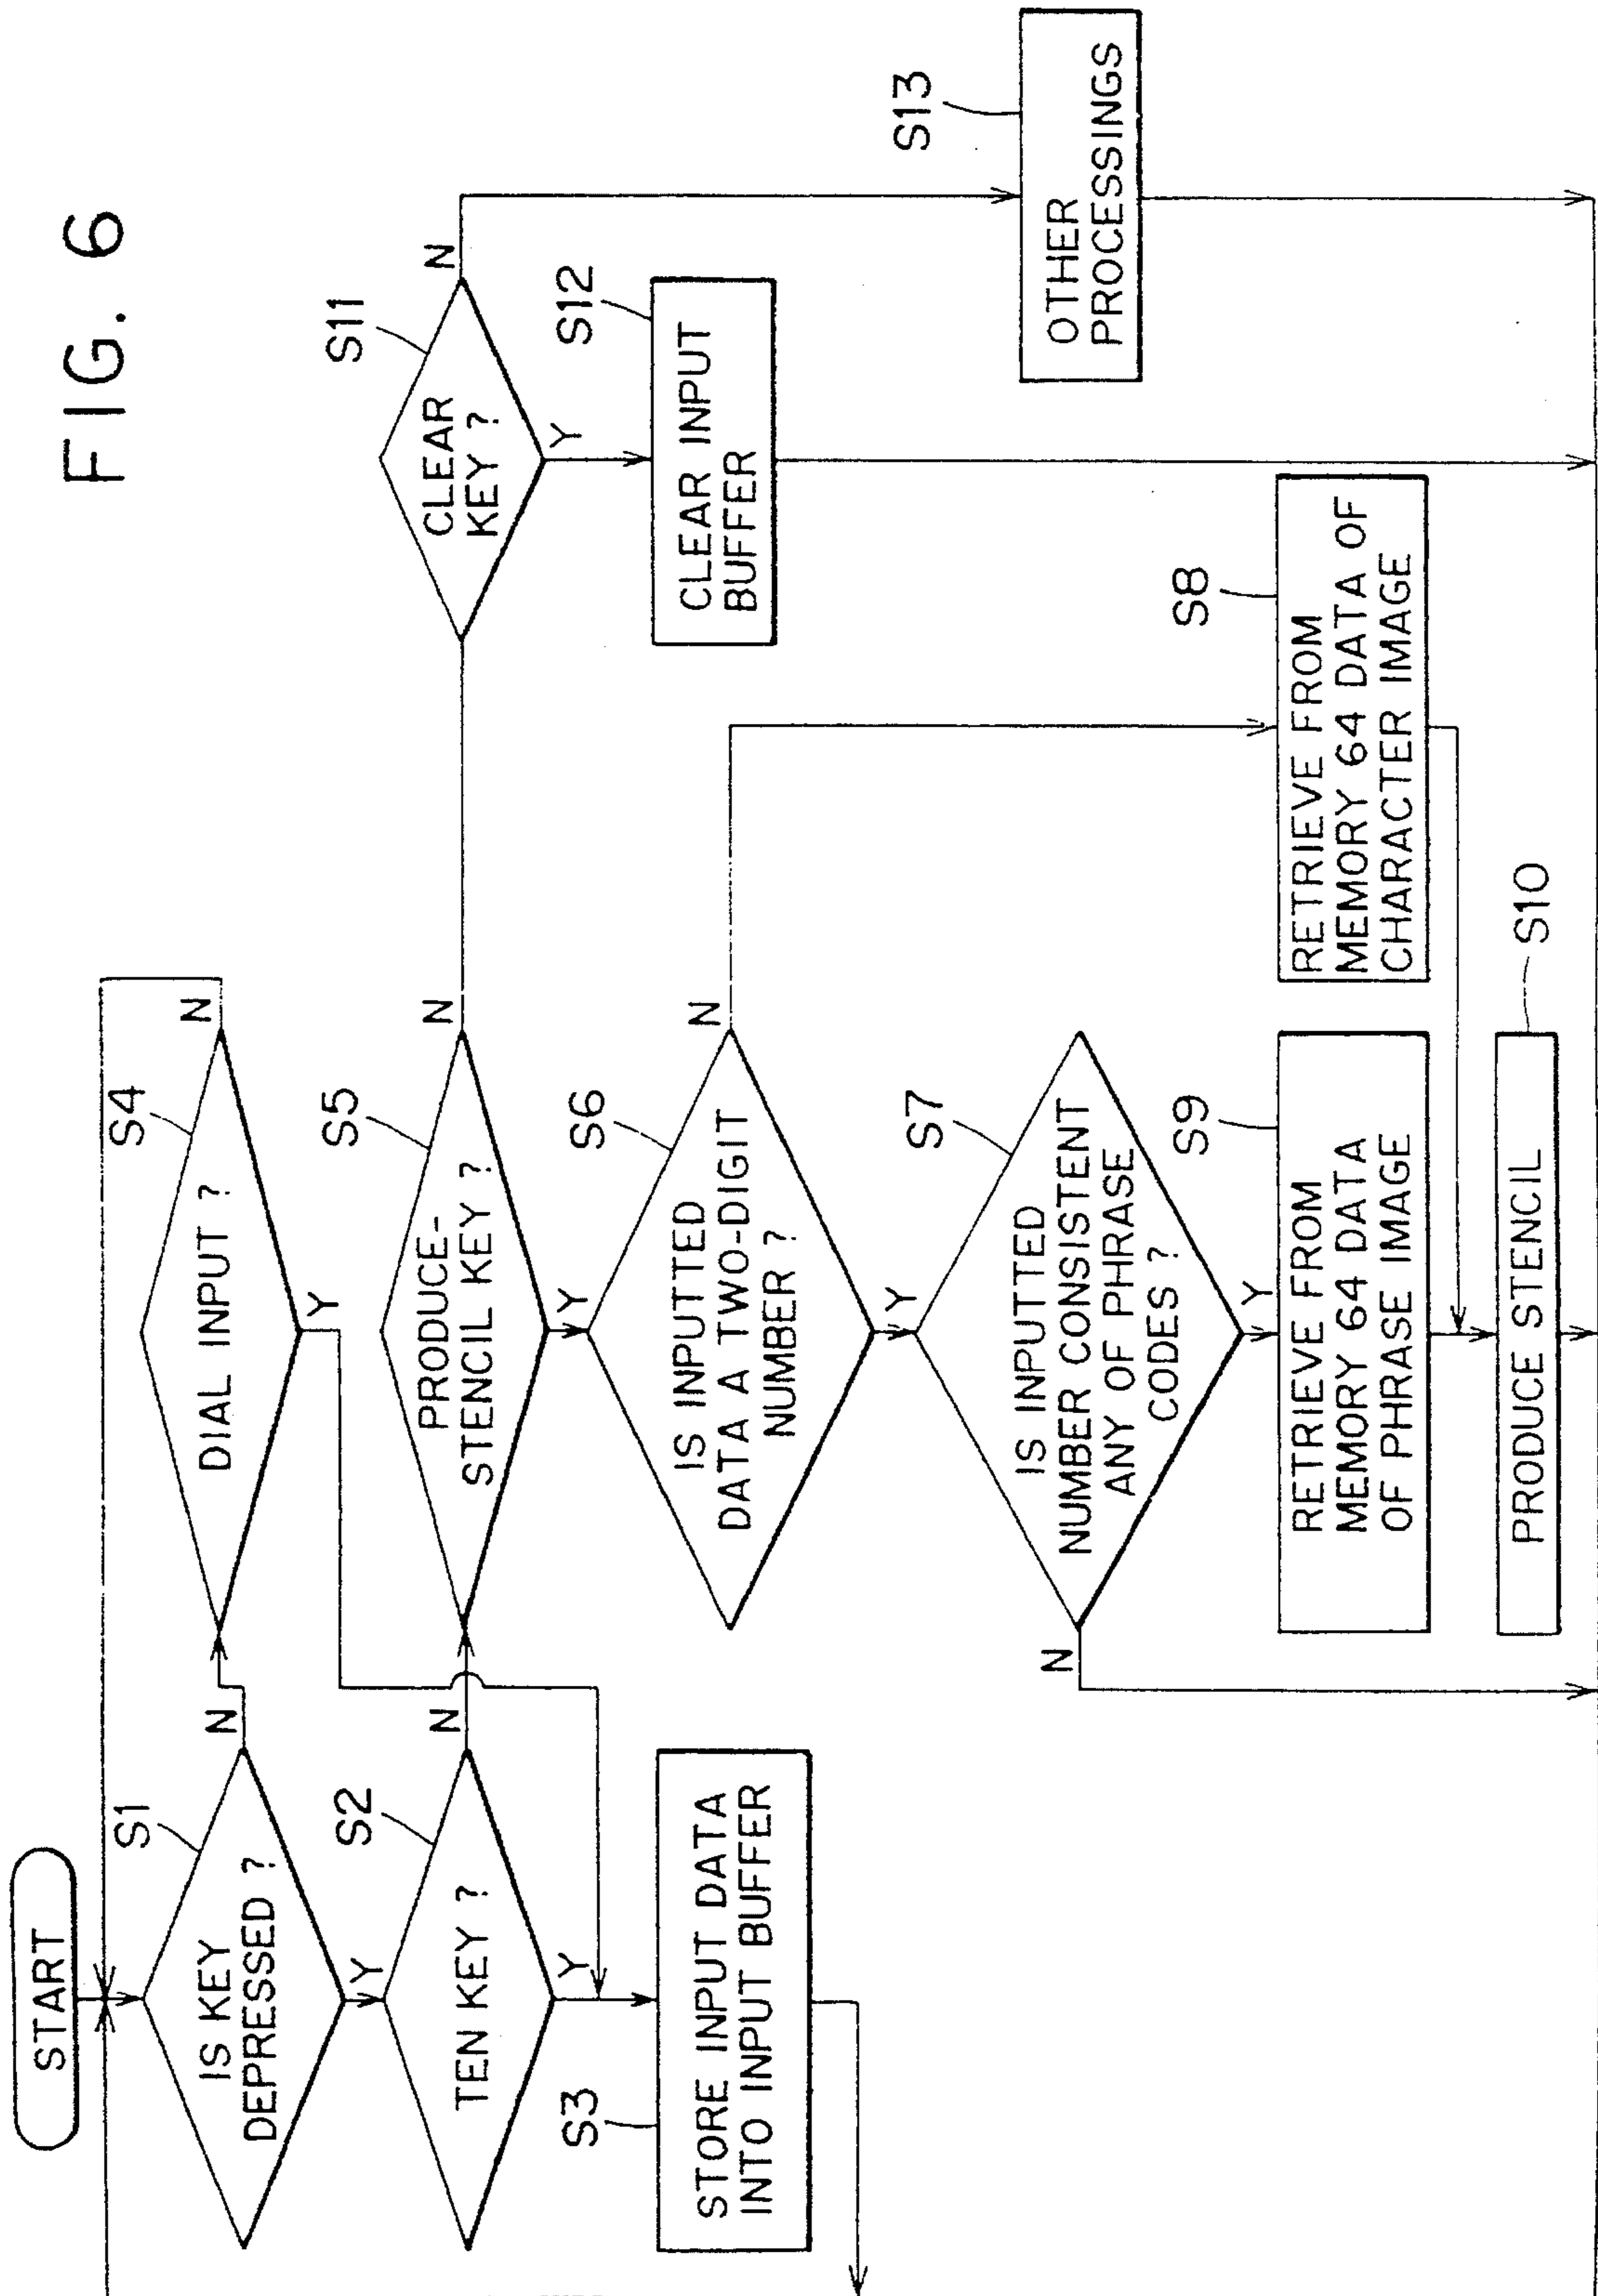 FIG. 6
START
S1
IS KEY
DEPRESSED ?
N
Y
S4
DIAL INPUT ?
N
Y
S2
TEN KEY ?
N
Y
S3
STORE INPUT DATA
INTO INPUT BUFFER
S5
PRODUCE-
STENCIL KEY ?
N
Y
S11
CLEAR
KEY ?
N
Y
S12
CLEAR INPUT
BUFFER
S13
OTHER
PROCESSINGS
S6
IS INPUTTED
DATA A TWO-DIGIT
NUMBER ?
N
Y
S7
IS INPUTTED
NUMBER CONSISTENT
ANY OF PHRASE
CODES ?
N
Y
S8
RETRIEVE FROM
MEMORY 64 DATA OF
CHARACTER IMAGE
S9
RETRIEVE FROM
MEMORY 64 DATA
OF PHRASE IMAGE
S10
PRODUCE STENCIL